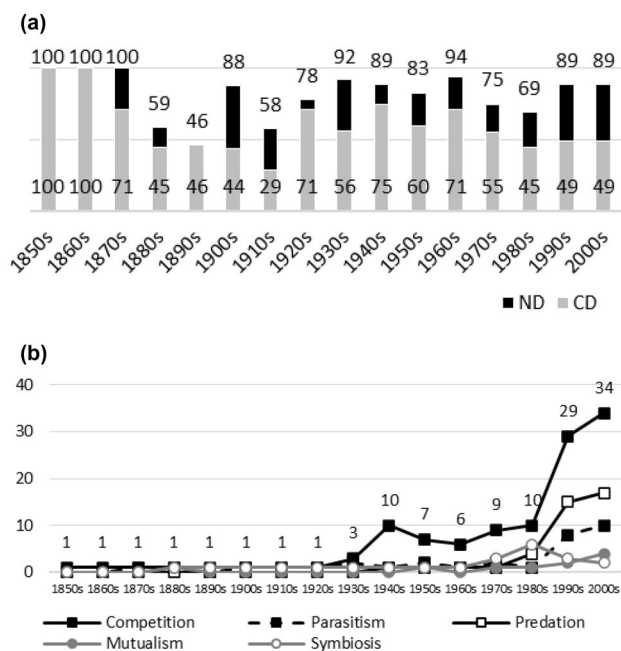 (a)
100 100 100 59 46 88 58 78 92 89 83 94 75 69 89 89
100 100 71 45 46 44 29 71 56 75 60 71 55 45 49 49
1850s 1860s 1870s 1880s 1890s 1900s 1910s 1920s 1930s 1940s 1950s 1960s 1970s 1980s 1990s 2000s
ND CD
(b)
40
30
20
10
0
1 1 1 1 1 1 1 1 3 10 7 6 9 10 29 34
1850s 1860s 1870s 1880s 1890s 1900s 1910s 1920s 1930s 1940s 1950s 1960s 1970s 1980s 1990s 2000s
Competition Parasitism Predation
Mutualism Symbiosis